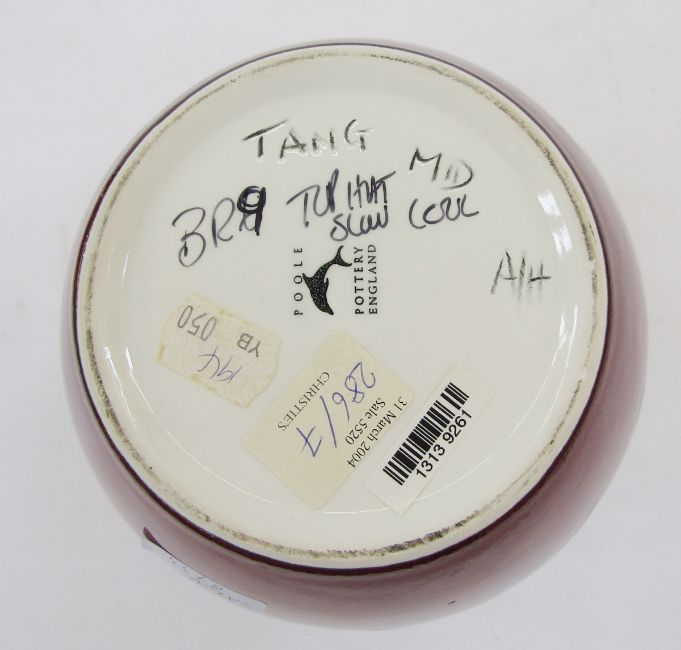 TANG
MD
BR9 TOP HAT
SLOW COOL
A/H
POOLE
POTTERY
ENGLAND
YB 050
CHRISTIE'S
286/7
Sale 5520
31 March 2004
1313 9261